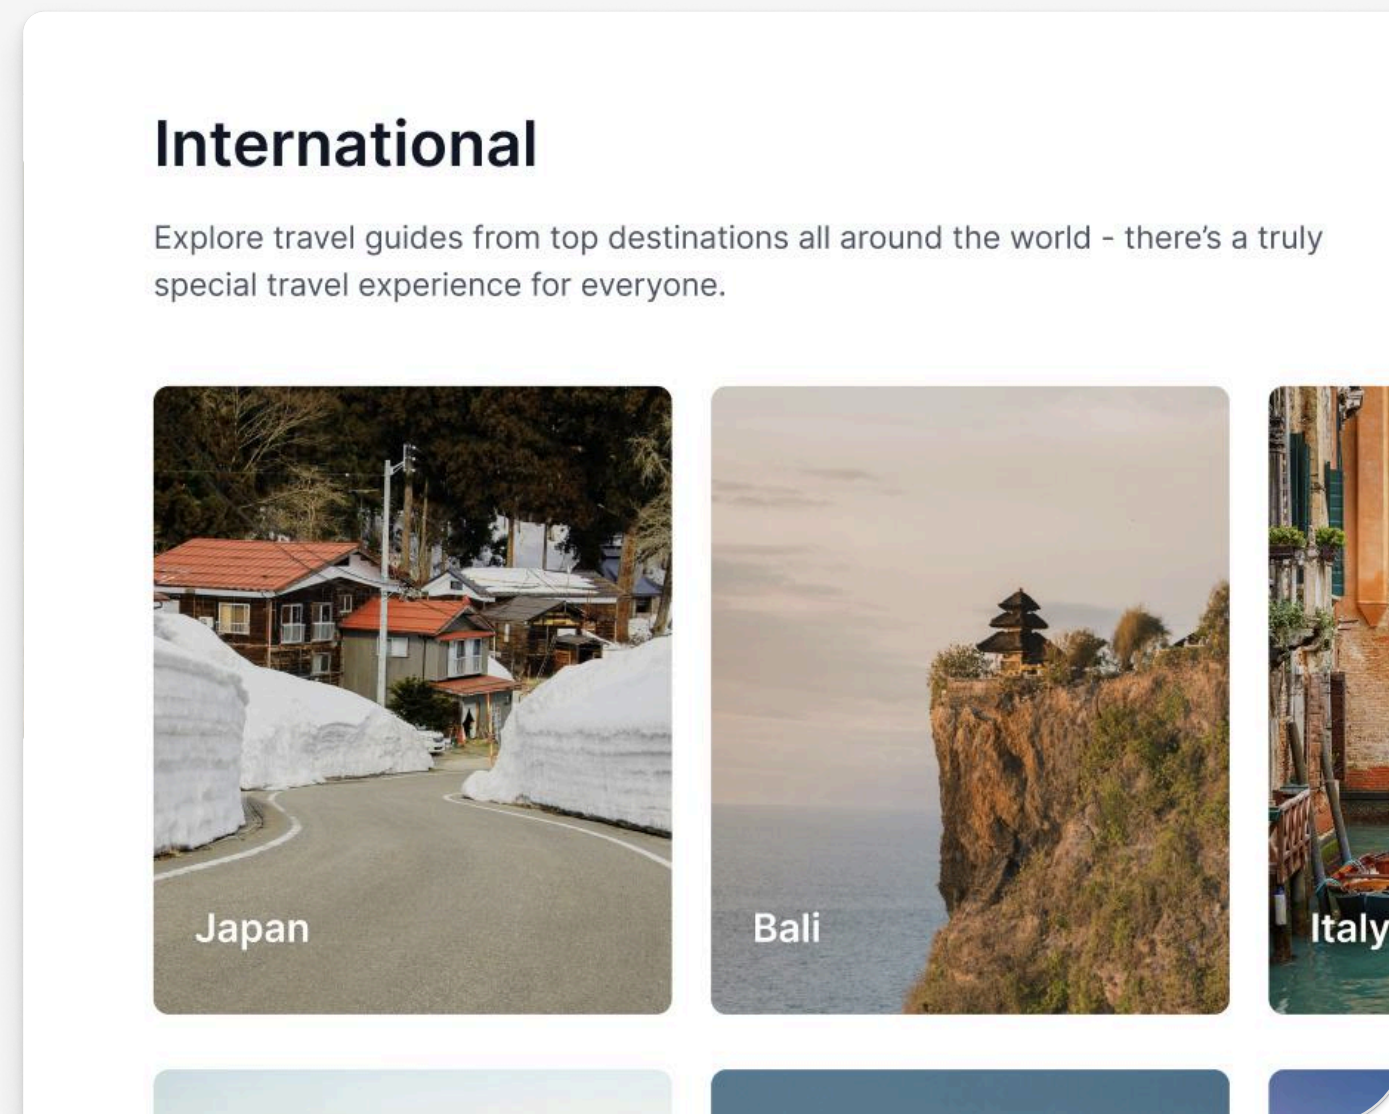 International
Explore travel guides from top destinations all around the world - there’s a truly
special travel experience for everyone.
Japan
Bali
Italy